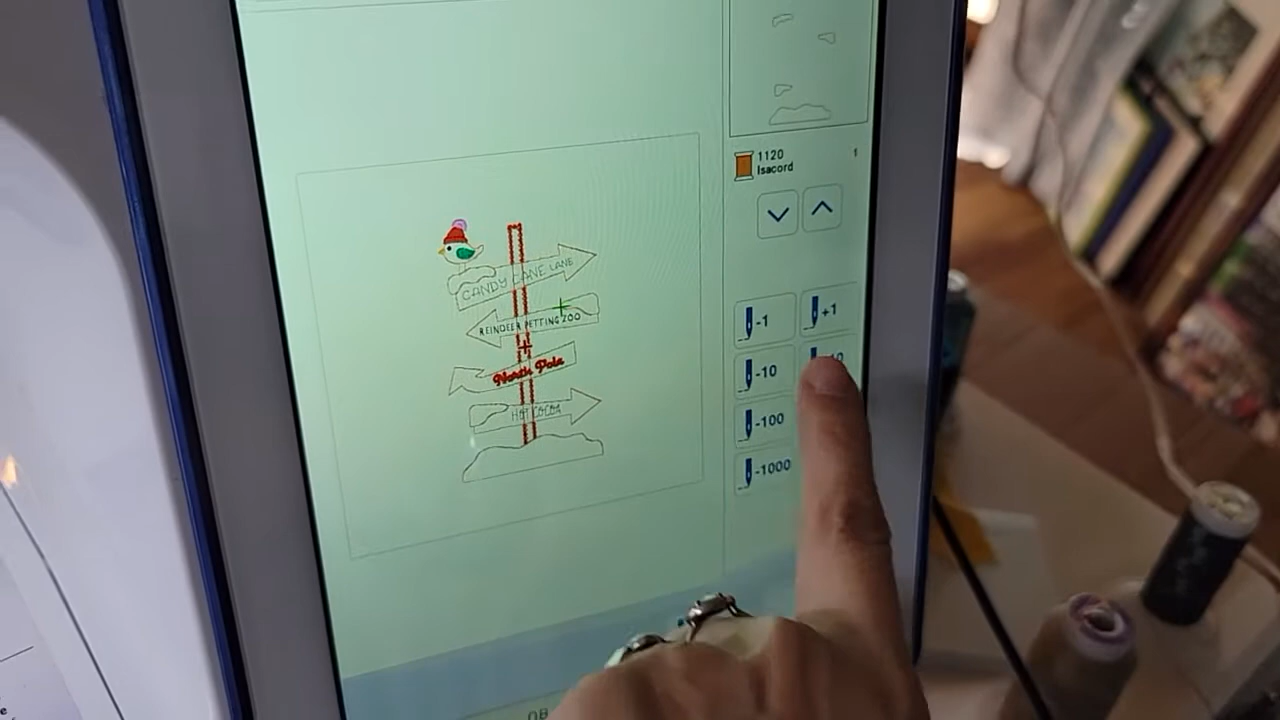 1120
Isacord
1
CANDY CANE LANE
REINDEER PETTING ZOO
North Pole
HOT COCOA
-1
+1
-10
-100
-1000